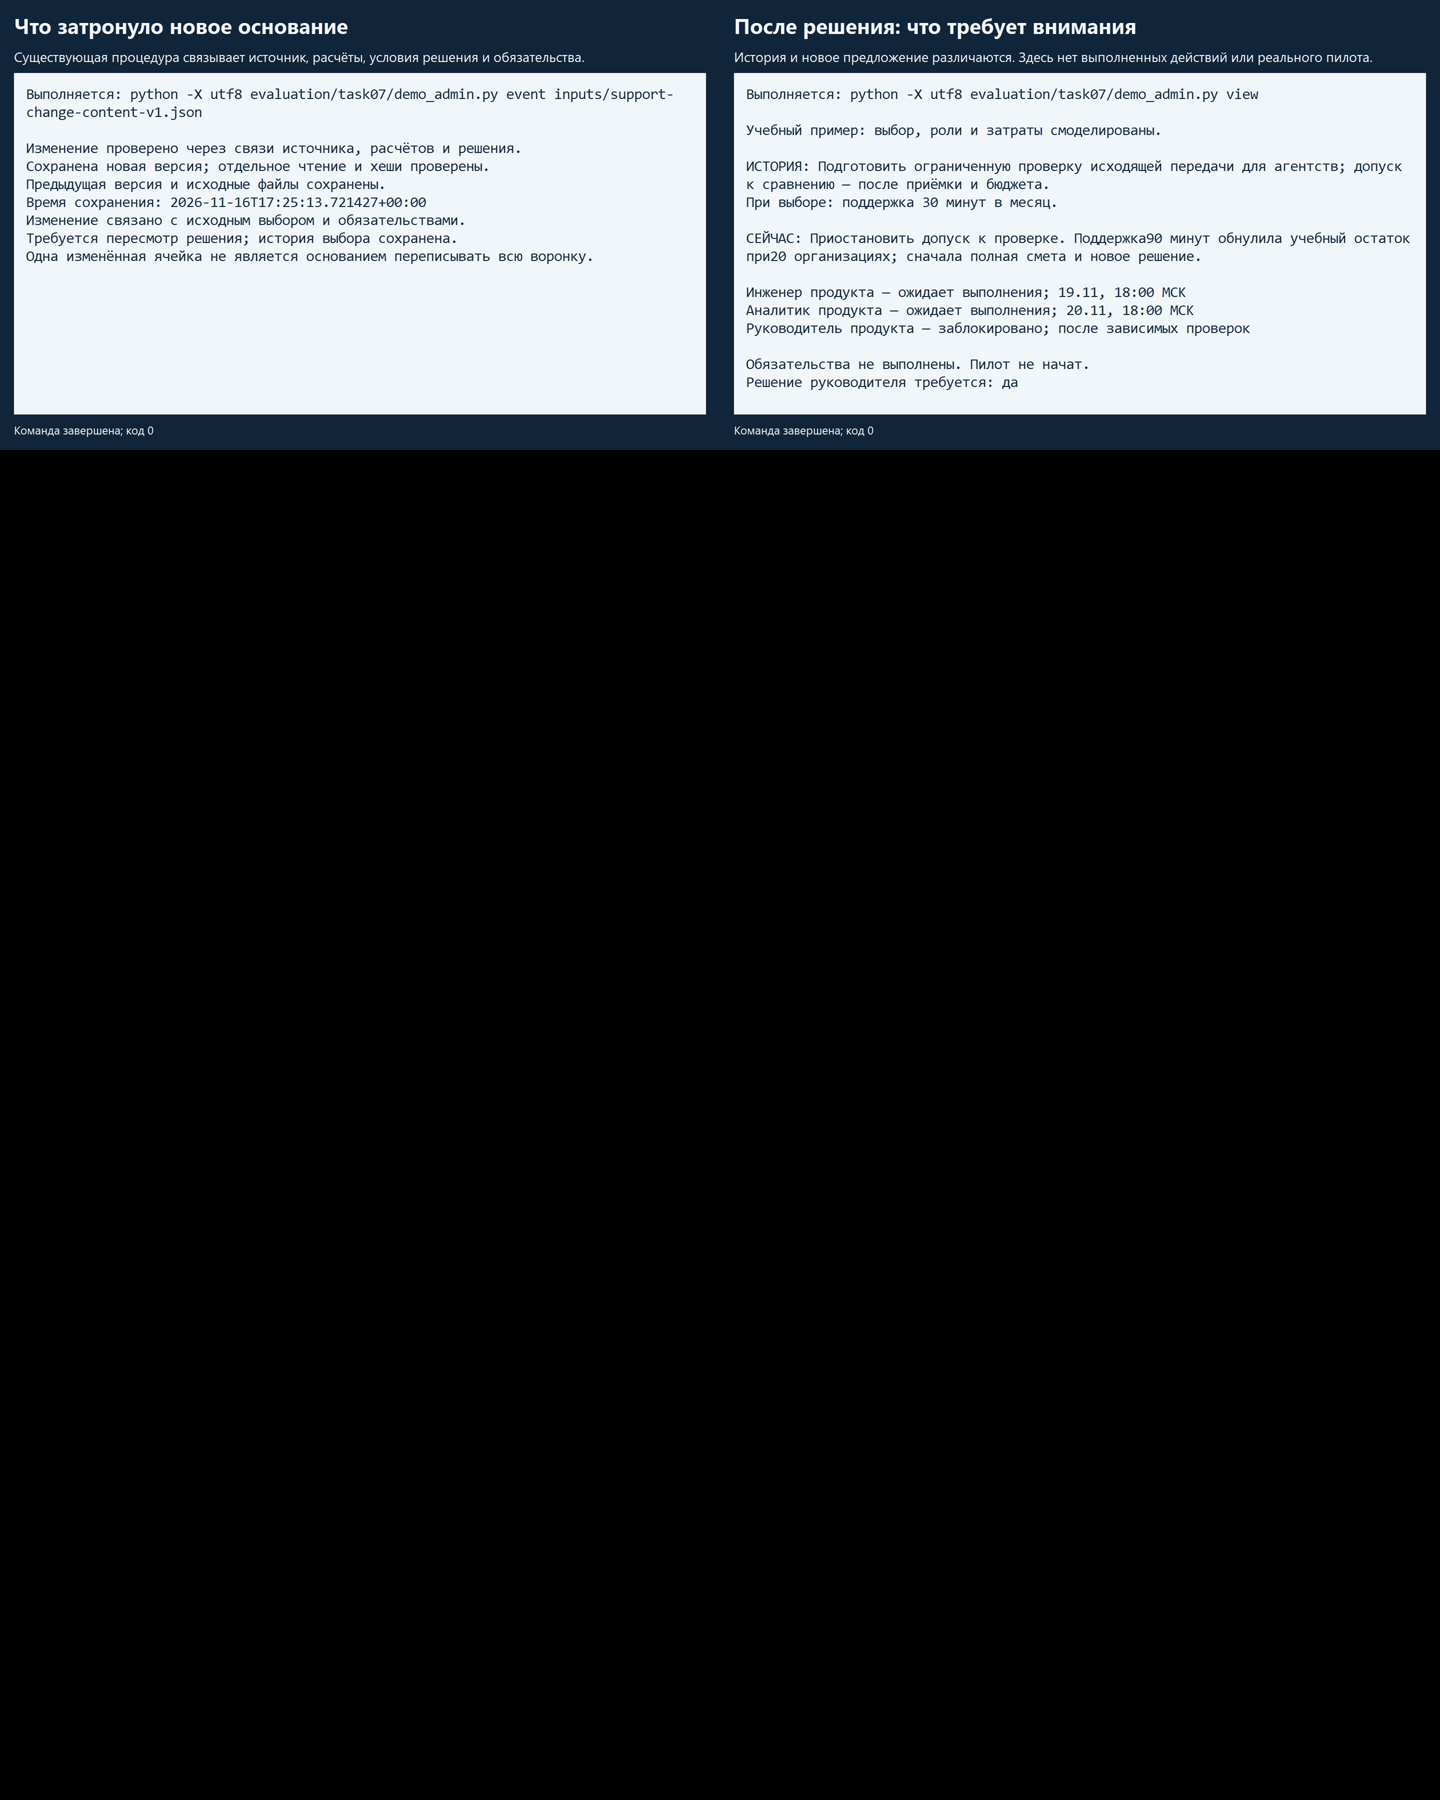 Что затронуло новое основание
Существующая процедура связывает источник, расчёты, условия решения и обязательства.
Выполняется: python -X utf8 evaluation/task07/demo_admin.py event inputs/support-
change-content-v1.json
Изменение проверено через связи источника, расчётов и решения.
Сохранена новая версия; отдельное чтение и хеши проверены.
Предыдущая версия и исходные файлы сохранены.
Время сохранения: 2026-11-16T17:25:13.721427+00:00
Изменение связано с исходным выбором и обязательствами.
Требуется пересмотр решения; история выбора сохранена.
Одна изменённая ячейка не является основанием переписывать всю воронку.
Команда завершена; код 0
После решения: что требует внимания
История и новое предложение различаются. Здесь нет выполненных действий или реального пилота.
Выполняется: python -X utf8 evaluation/task07/demo_admin.py view
Учебный пример: выбор, роли и затраты смоделированы.
ИСТОРИЯ: Подготовить ограниченную проверку исходящей передачи для агентств; допуск
к сравнению — после приёмки и бюджета.
При выборе: поддержка 30 минут в месяц.
СЕЙЧАС: Приостановить допуск к проверке. Поддержка90 минут обнулила учебный остаток
при20 организациях; сначала полная смета и новое решение.
Инженер продукта — ожидает выполнения; 19.11, 18:00 МСК
Аналитик продукта — ожидает выполнения; 20.11, 18:00 МСК
Руководитель продукта — заблокировано; после зависимых проверок
Обязательства не выполнены. Пилот не начат.
Решение руководителя требуется: да
Команда завершена; код 0